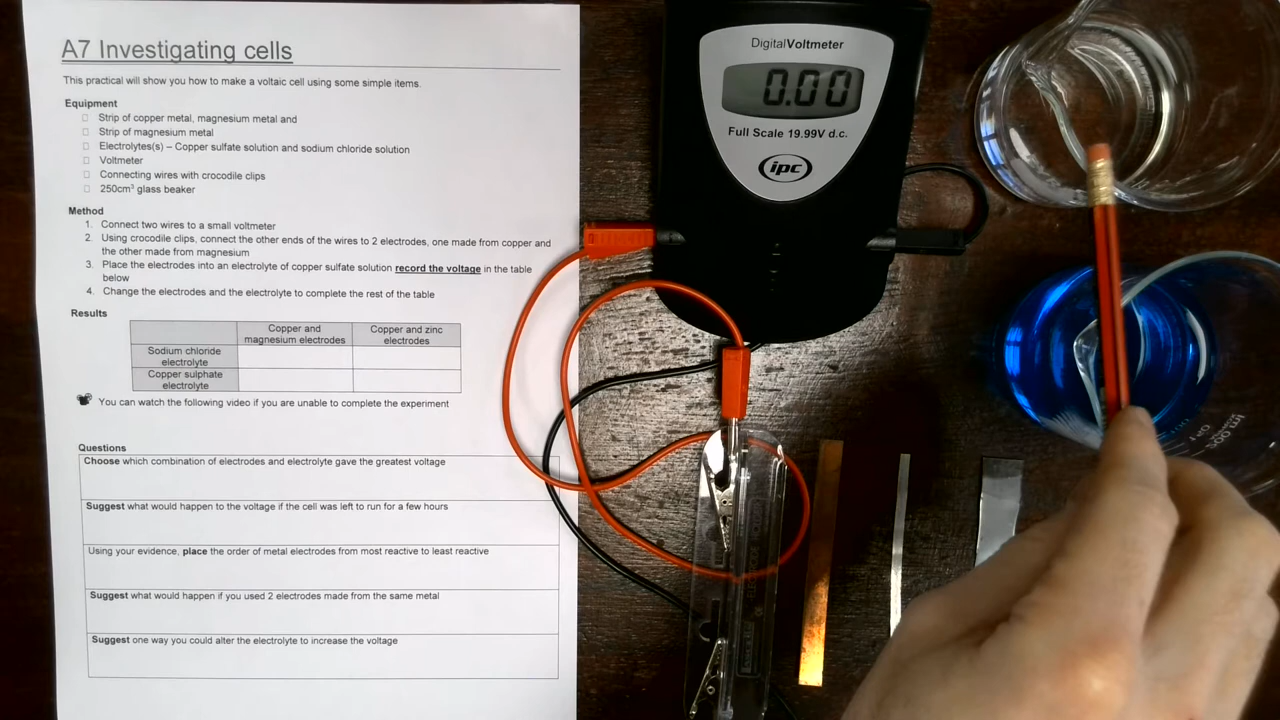 A7 Investigating cells
This practical will show you how to make a voltaic cell using some simple items.
Equipment
Strip of copper metal, magnesium metal and
Strip of magnesium metal
Electrolytes(s) – Copper sulfate solution and sodium chloride solution
Voltmeter
Connecting wires with crocodile clips
250cm³ glass beaker
Method
1. Connect two wires to a small voltmeter
2. Using crocodile clips, connect the other ends of the wires to 2 electrodes, one made from copper and
the other made from magnesium
3. Place the electrodes into an electrolyte of copper sulfate solution record the voltage in the table
below
4. Change the electrodes and the electrolyte to complete the rest of the table
Results
Copper and
magnesium electrodes
Copper and zinc
electrodes
Sodium chloride
electrolyte
Copper sulphate
electrolyte
You can watch the following video if you are unable to complete the experiment
Questions
Choose which combination of electrodes and electrolyte gave the greatest voltage
Suggest what would happen to the voltage if the cell was left to run for a few hours
Using your evidence, place the order of metal electrodes from most reactive to least reactive
Suggest what would happen if you used 2 electrodes made from the same metal
Suggest one way you could alter the electrolyte to increase the voltage
DigitalVoltmeter
0.00
Full Scale 19.99V d.c.
ipc